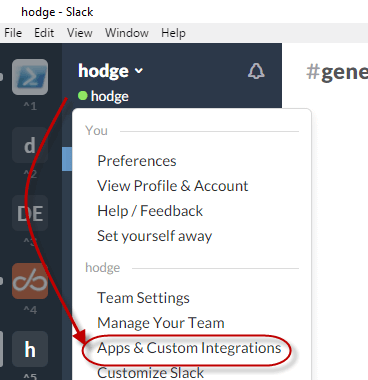 hodge - Slack
File Edit View Window Help
hodge
#gene
hodge
^1
You
Preferences
d
View Profile & Account
^2
Help / Feedback
DE
Set yourself away
^3
hodge
Team Settings
^4
Manage Your Team
h
Apps & Custom Integrations
^5
Customize Slack